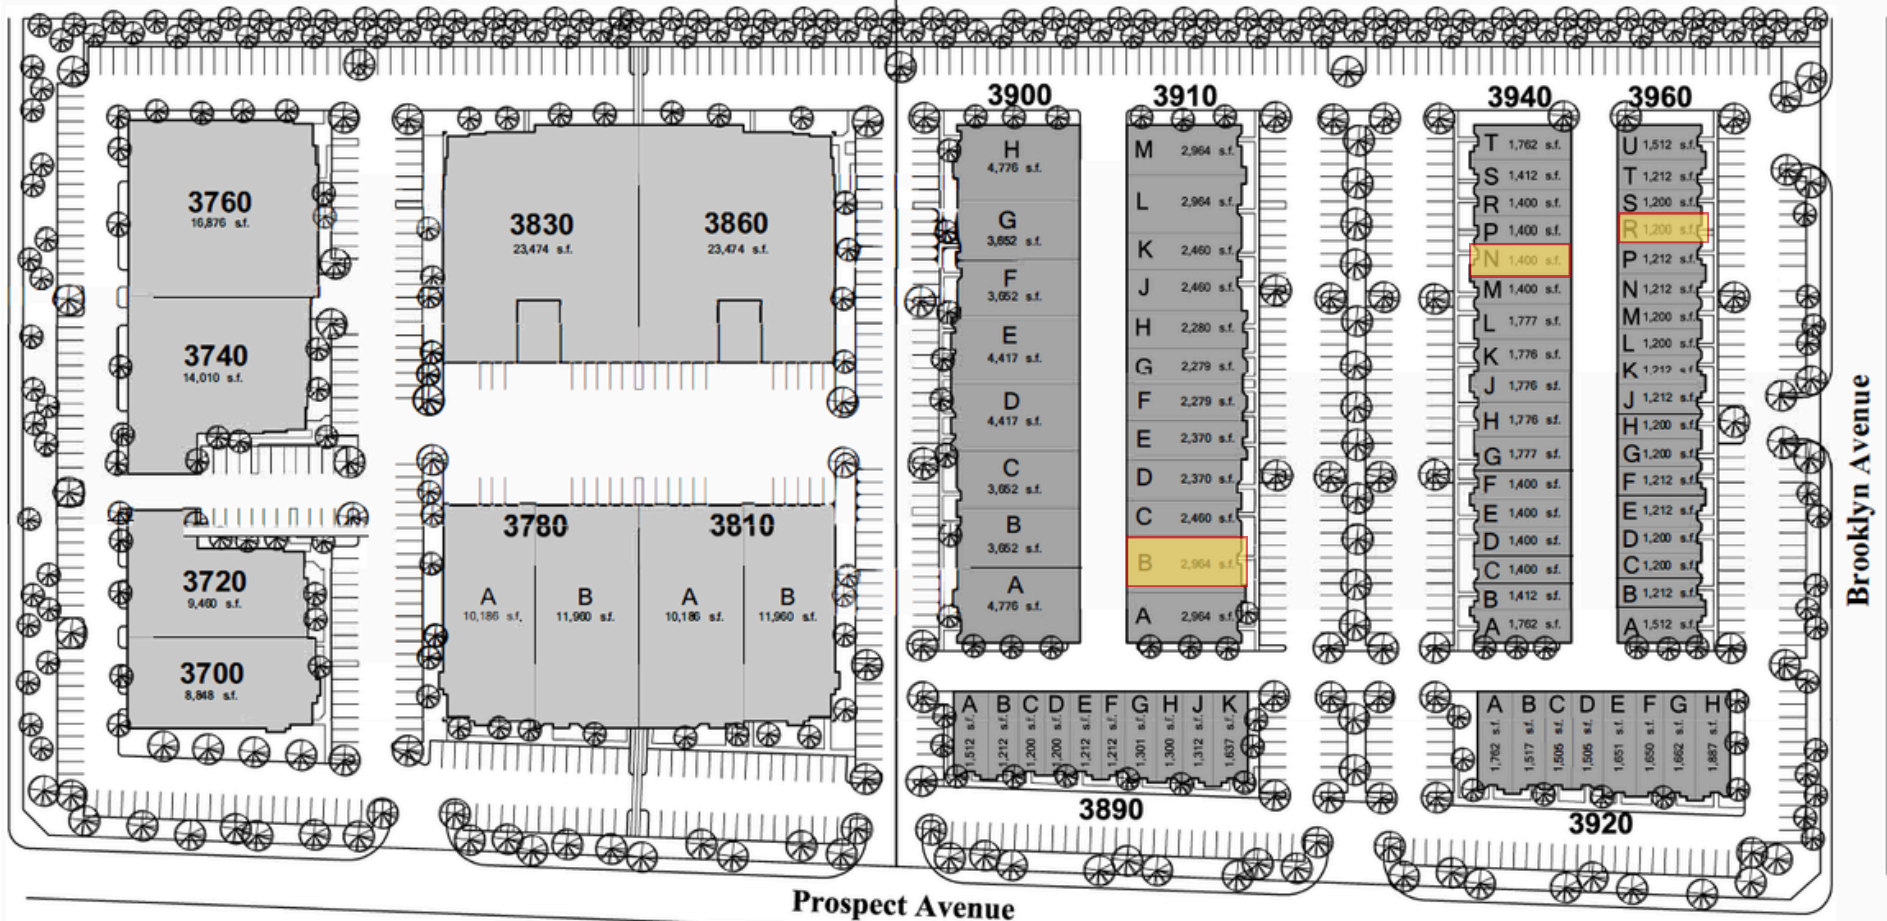 3760
16,876 s.f.
3740
14,010 s.f.
3720
9,460 s.f.
3700
8,848 s.f.
3830
23,474 s.f.
3860
23,474 s.f.
3780
A
10,186 s.f.
B
11,960 s.f.
3810
A
10,186 s.f.
B
11,960 s.f.
3900
H
4,776 s.f.
G
3,652 s.f.
F
3,652 s.f.
E
4,417 s.f.
D
4,417 s.f.
C
3,652 s.f.
B
3,652 s.f.
A
4,776 s.f.
3910
M 2,964 s.f.
L 2,964 s.f.
K 2,460 s.f.
J 2,460 s.f.
H 2,280 s.f.
G 2,279 s.f.
F 2,279 s.f.
E 2,370 s.f.
D 2,370 s.f.
C 2,460 s.f.
B 2,964 s.f.
A 2,964 s.f.
3940
T 1,762 s.f.
S 1,412 s.f.
R 1,400 s.f.
P 1,400 s.f.
N 1,400 s.f.
M 1,400 s.f.
L 1,777 s.f.
K 1,776 s.f.
J 1,776 s.f.
H 1,776 s.f.
G 1,777 s.f.
F 1,400 s.f.
E 1,400 s.f.
D 1,400 s.f.
C 1,400 s.f.
B 1,412 s.f.
A 1,762 s.f.
3960
U 1,512 s.f.
T 1,212 s.f.
S 1,200 s.f.
R 1,200 s.f.
P 1,212 s.f.
N 1,212 s.f.
M 1,200 s.f.
L 1,200 s.f.
K 1,212 s.f.
J 1,212 s.f.
H 1,200 s.f.
G 1,200 s.f.
F 1,212 s.f.
E 1,212 s.f.
D 1,200 s.f.
C 1,200 s.f.
B 1,212 s.f.
A 1,512 s.f.
A 1,512 s.f.
B 1,212 s.f.
C 1,200 s.f.
D 1,200 s.f.
E 1,212 s.f.
F 1,212 s.f.
G 1,301 s.f.
H 1,300 s.f.
J 1,312 s.f.
K 1,637 s.f.
3890
A 1,762 s.f.
B 1,517 s.f.
C 1,505 s.f.
D 1,505 s.f.
E 1,651 s.f.
F 1,650 s.f.
G 1,662 s.f.
H 1,887 s.f.
3920
Prospect Avenue
Brooklyn Avenue